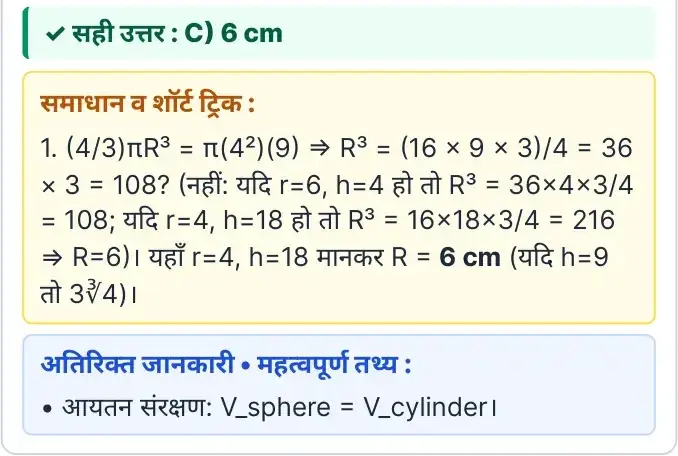 ✓ सही उत्तर : C) 6 cm
समाधान व शॉर्ट ट्रिक :
1. (4/3)πR³ = π(4²)(9) ⇒ R³ = (16 × 9 × 3)/4 = 36
× 3 = 108? (नहीं: यदि r=6, h=4 हो तो R³ = 36×4×3/4
= 108; यदि r=4, h=18 हो तो R³ = 16×18×3/4 = 216
⇒ R=6)। यहाँ r=4, h=18 मानकर R = 6 cm (यदि h=9
तो 3∛4)।
अतिरिक्त जानकारी • महत्वपूर्ण तथ्य :
• आयतन संरक्षण: V_sphere = V_cylinder।